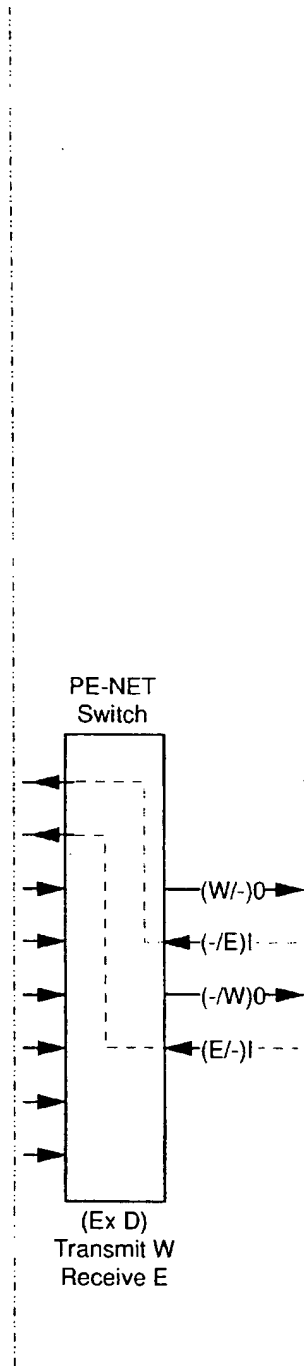 PE-NET
Switch
(W/-)0
(-/E)I
(-/W)0
(E/-)I
(Ex D)
Transmit W
Receive E